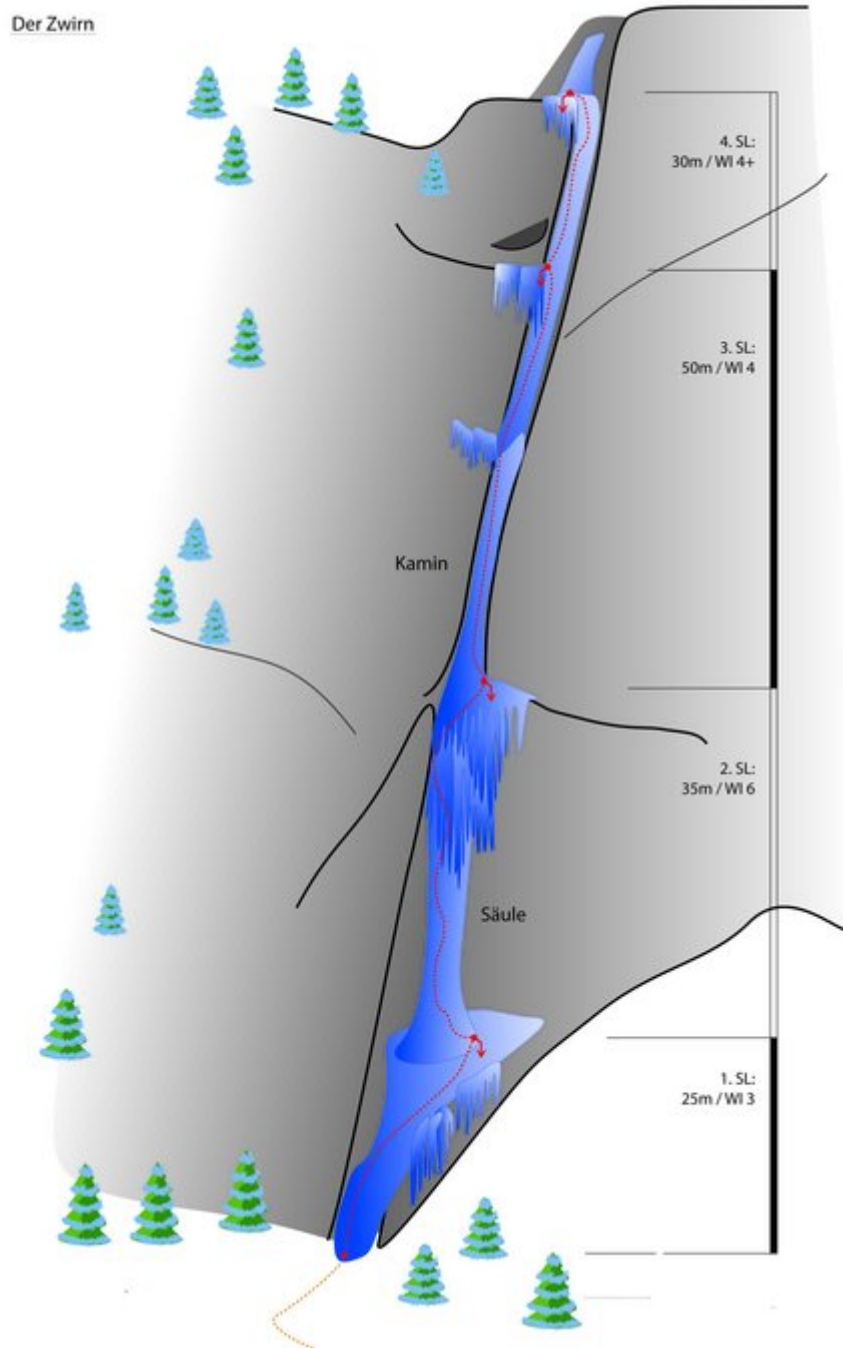 Der Zwirn
4. SL:
30m / WI 4+
3. SL:
50m / WI 4
Kamin
2. SL:
35m / WI 6
Säule
1. SL:
25m / WI 3